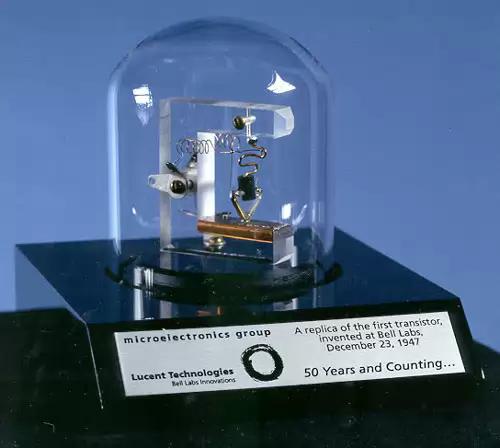 microelectronics group
Lucent Technologies
Bell Labs Innovations
A replica of the first transistor,
invented at Bell Labs,
December 23, 1947
50 Years and Counting...